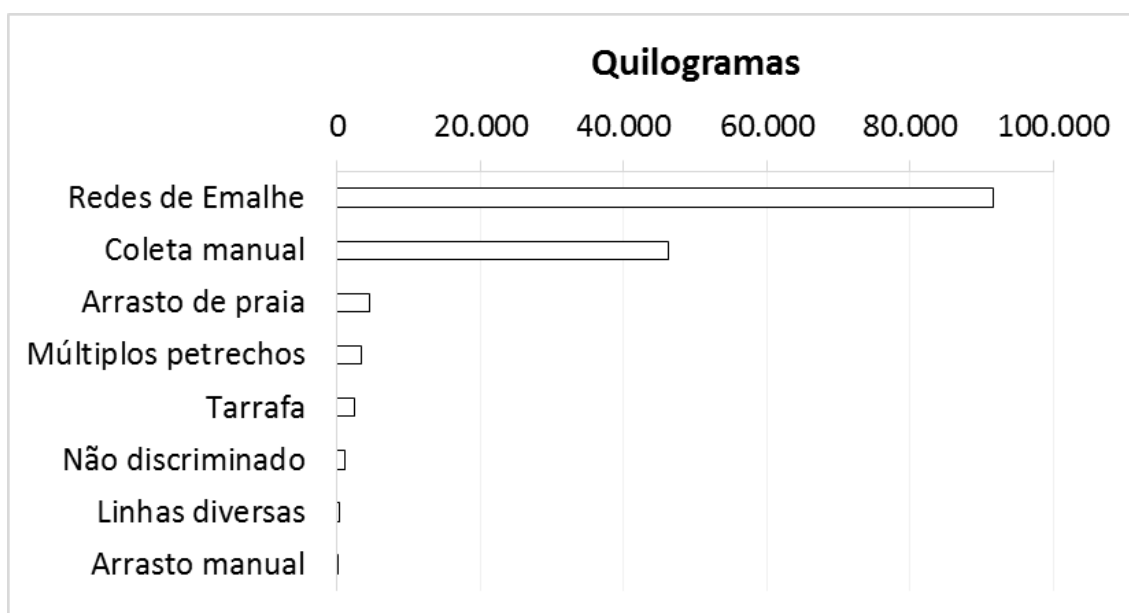 Quilogramas
0 20.000 40.000 60.000 80.000 100.000
Redes de Emalhe
Coleta manual
Arrasto de praia
Múltiplos petrechos
Tarrafa
Não discriminado
Linhas diversas
Arrasto manual